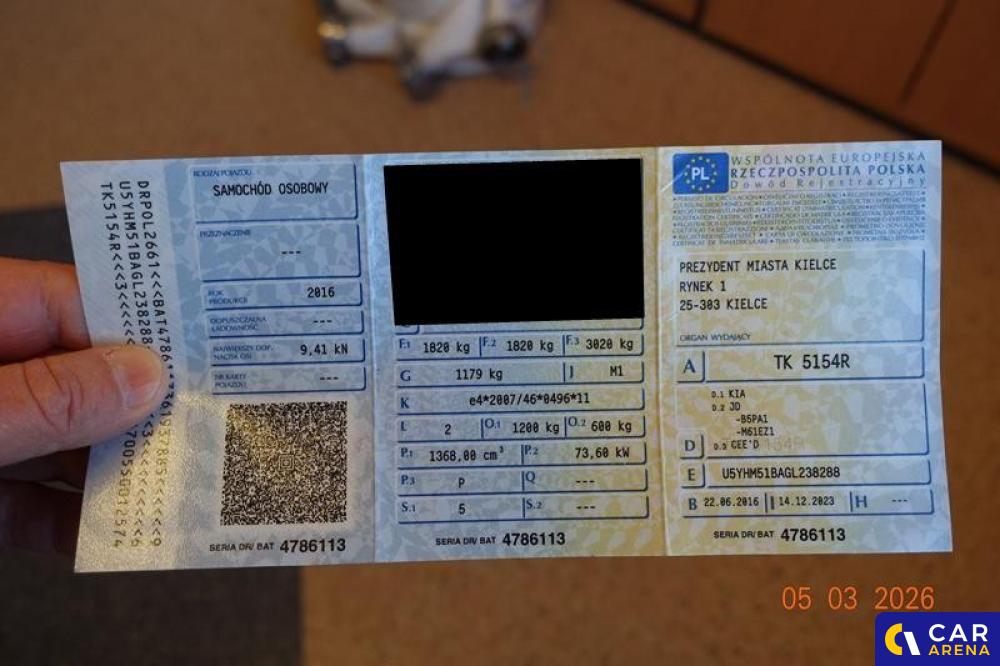 DRPOL2661<<BAT4786
U5YHM51BAGL238288
TK5154R<<<3<<<<<
RODZAJ POJAZDU
SAMOCHÓD OSOBOWY
PRZEZNACZENIE
---
ROK PRODUKCJI
2016
DOPUSZCZALNA ŁADOWNOŚĆ
---
NAJWIĘKSZY DOP. NACISK OSI
9,41 kN
NR KARTY POJAZDU
---
SERIA DR/ BAT 4786113
F.1 1820 kg F.2 1820 kg F.3 3020 kg
G 1179 kg J M1
K e4*2007/46*0496*11
L 2 O.1 1200 kg O.2 600 kg
P.1 1368,00 cm³ P.2 73,60 kW
P.3 P Q ---
S.1 5 S.2 ---
SERIA DR/ BAT 4786113
PL
WSPÓLNOTA EUROPEJSKA
RZECZPOSPOLITA POLSKA
Dowód Rejestracyjny
PREZYDENT MIASTA KIELCE
RYNEK 1
25-303 KIELCE
ORGAN WYDAJĄCY
A TK 5154R
D.1 KIA
D.2 JD
-B5PA1
-M61EZ1
D D.3 CEE'D
E U5YHM51BAGL238288
B 22.06.2016 I 14.12.2023 H ---
SERIA DR/ BAT 4786113
05 03 2026
CAR
ARENA